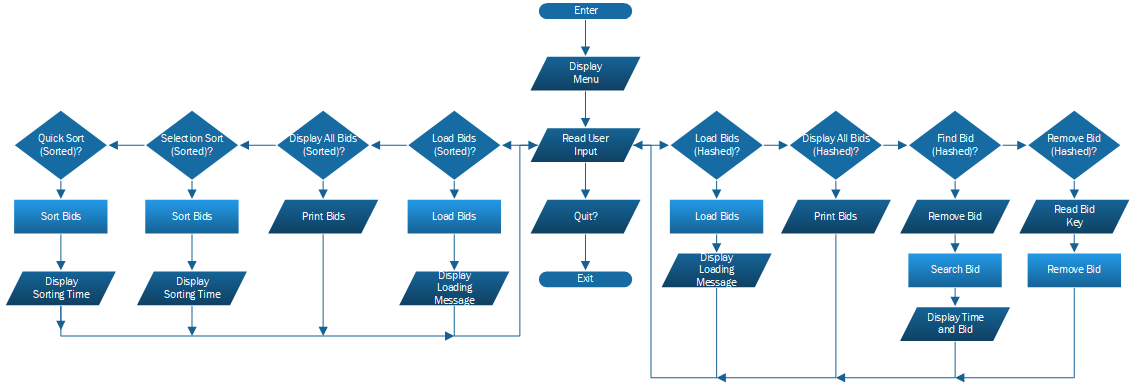 Enter
Display
Menu
Quick Sort
(Sorted)?
Selection Sort
(Sorted)?
Display All Bids
(Sorted)?
Load Bids
(Sorted)?
Read User
Input
Load Bids
(Hashed)?
Display All Bids
(Hashed)?
Find Bid
(Hashed)?
Remove Bid
(Hashed)?
Sort Bids
Sort Bids
Print Bids
Load Bids
Quit?
Load Bids
Print Bids
Remove Bid
Read Bid
Key
Display
Sorting Time
Display
Sorting Time
Display
Loading
Message
Exit
Display
Loading
Message
Search Bid
Remove Bid
Display Time
and Bid